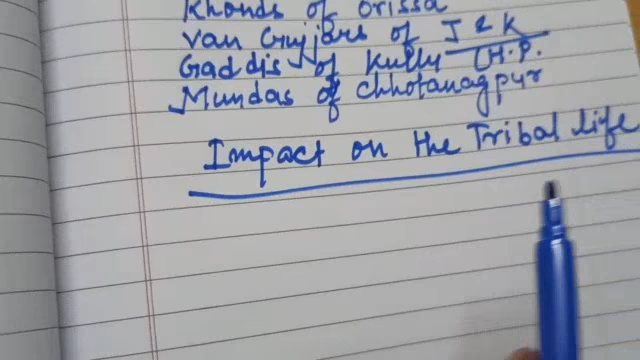 Khonds of Orissa
Van Gujjars of J & K
Gaddis of Kullu (H.P.
Mundas of Chhotanagpur
Impact on the Tribal life